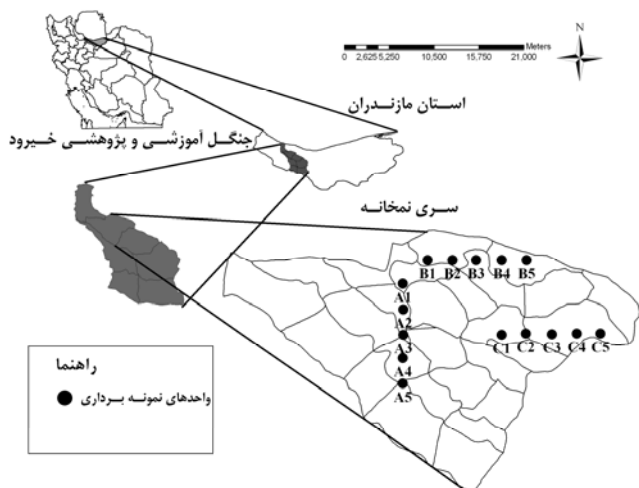 N
Meters
0 2,625 5,250 10,500 15,750 21,000
استان مازندران
جنگل آموزشی و پژوهشی خیرود
سری نمخانه
B1 B2 B3 B4 B5
A1
A2
A3
A4
A5
C1 C2 C3 C4 C5
راهنما
واحدهای نمونه برداری